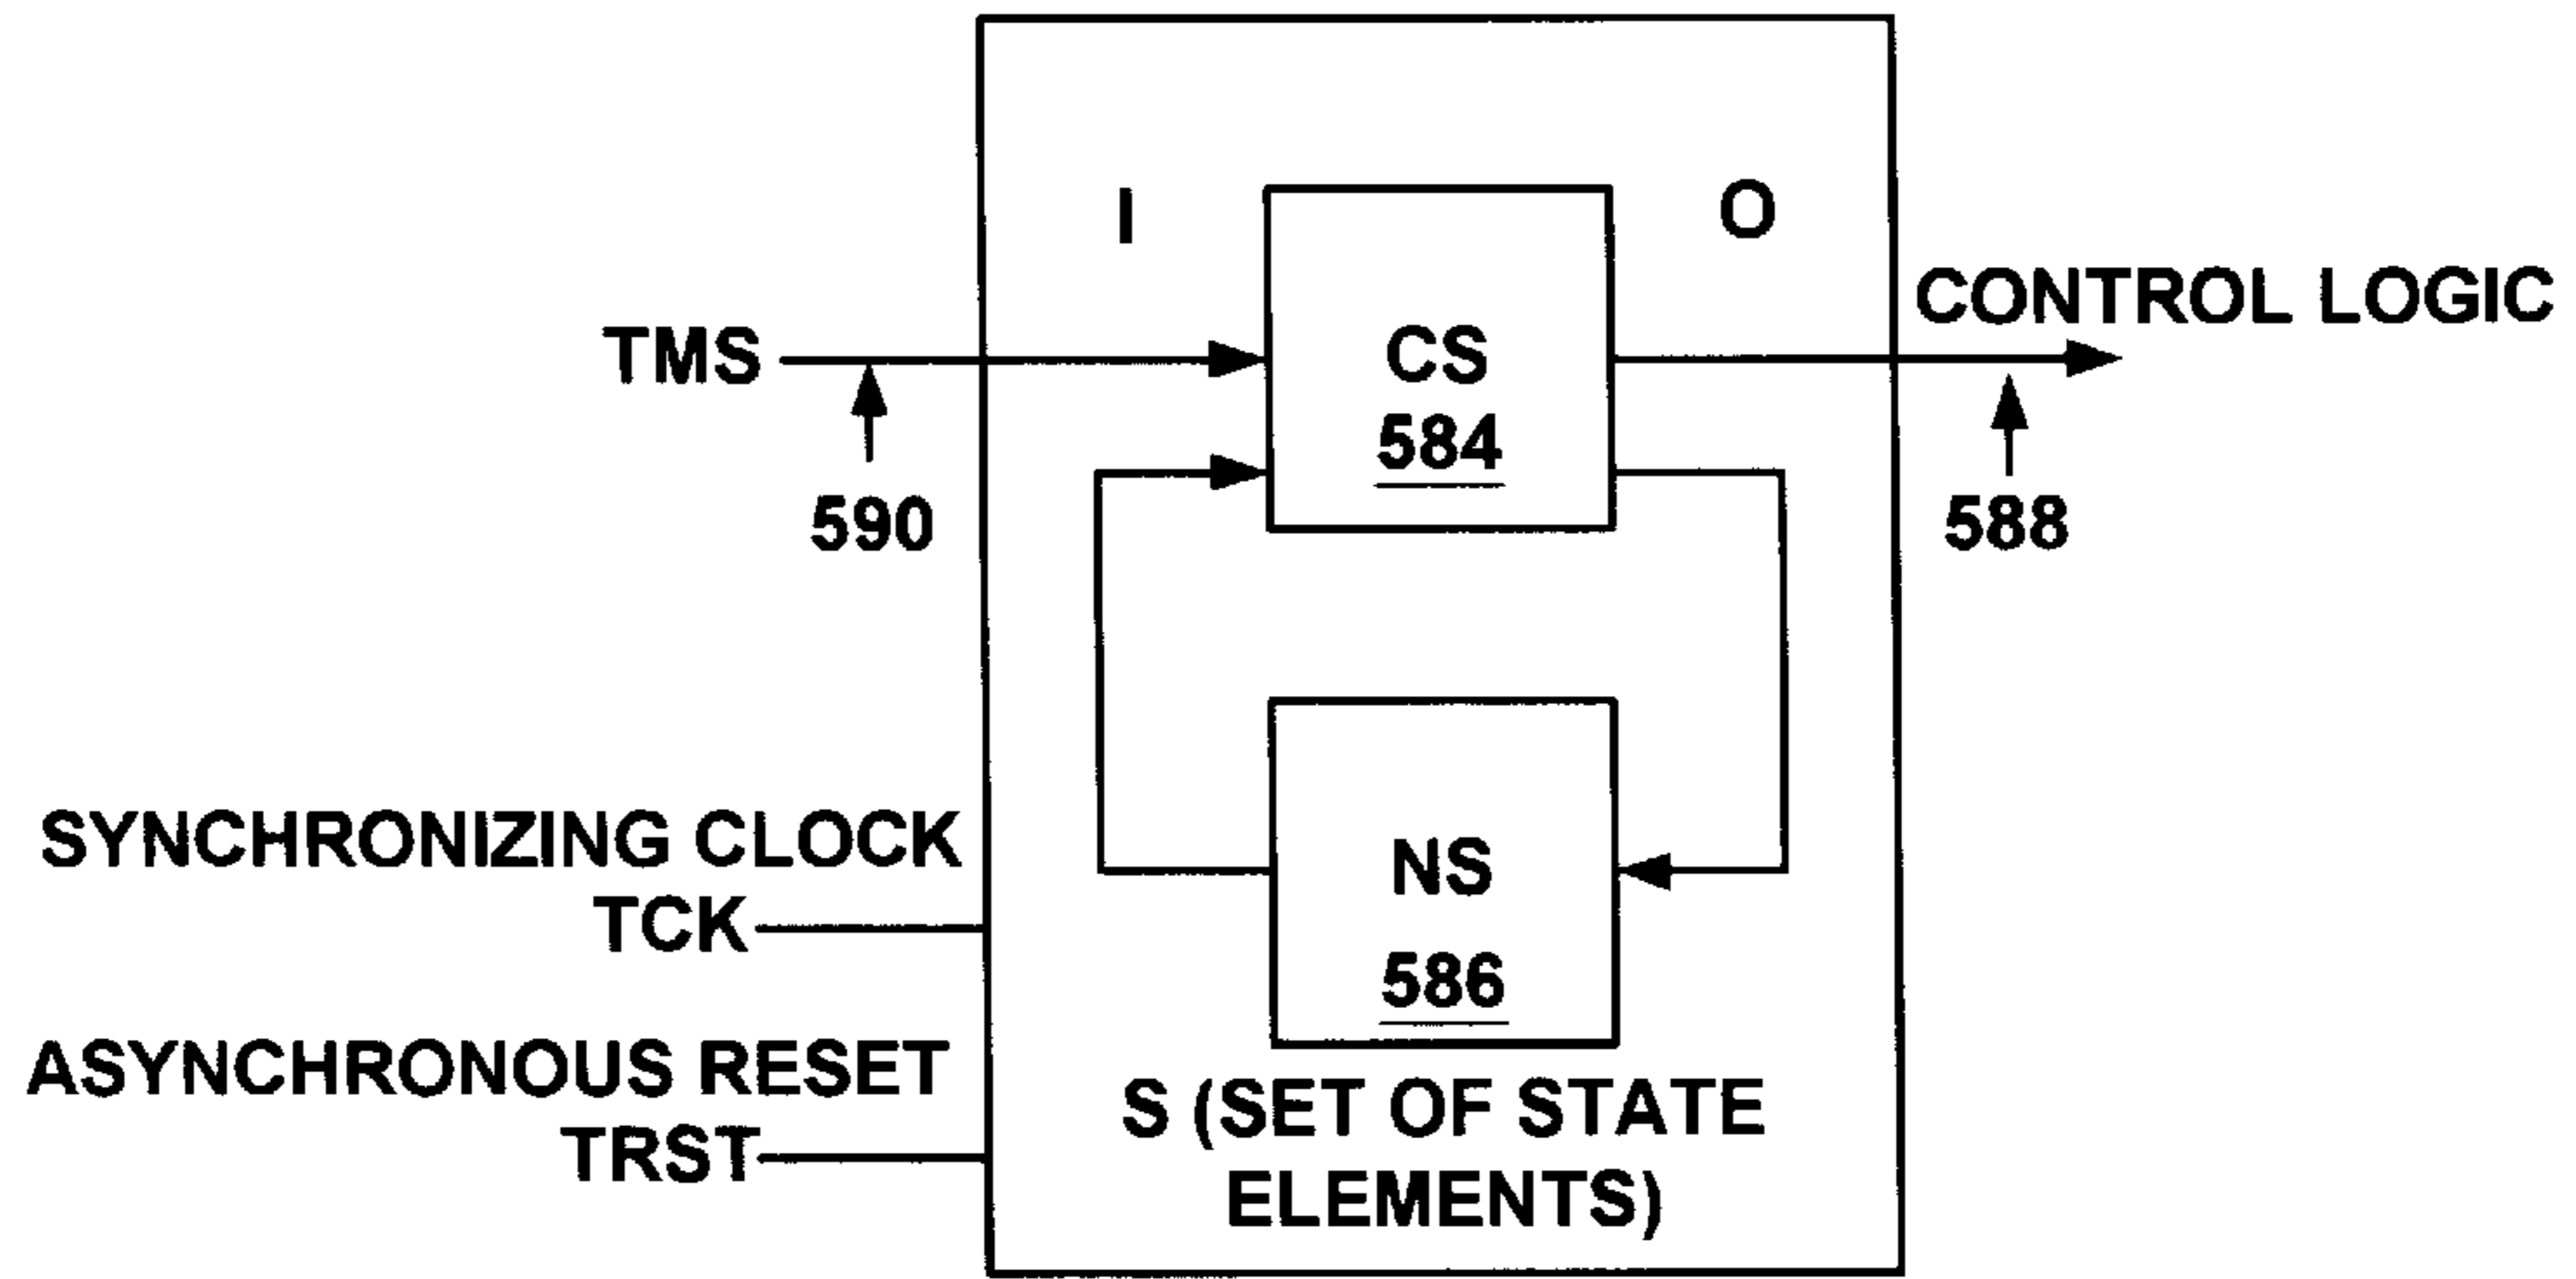 I
O
CONTROL LOGIC
TMS
CS
584
590
588
NS
586
SYNCHRONIZING CLOCK
TCK
ASYNCHRONOUS RESET
TRST
S (SET OF STATE
ELEMENTS)